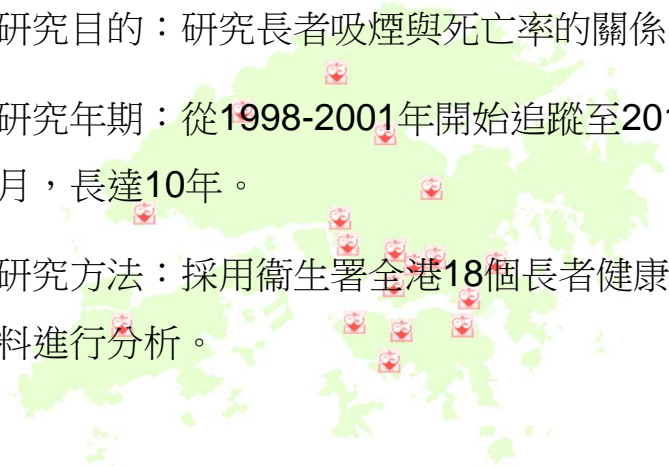 研究目的：研究長者吸煙與死亡率的關係
研究年期：從1998-2001年開始追蹤至201
月，長達10年。
研究方法：採用衞生署全港18個長者健康
料進行分析。